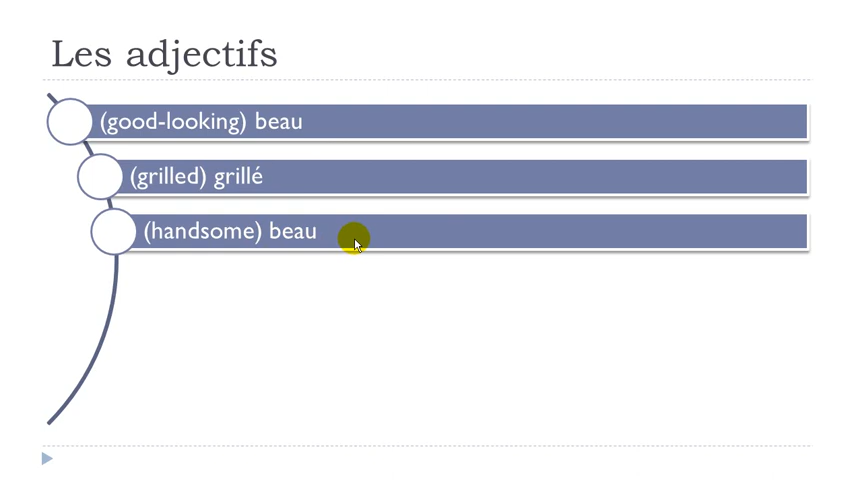 Les adjectifs
(good-looking) beau
(grilled) grillé
(handsome) beau